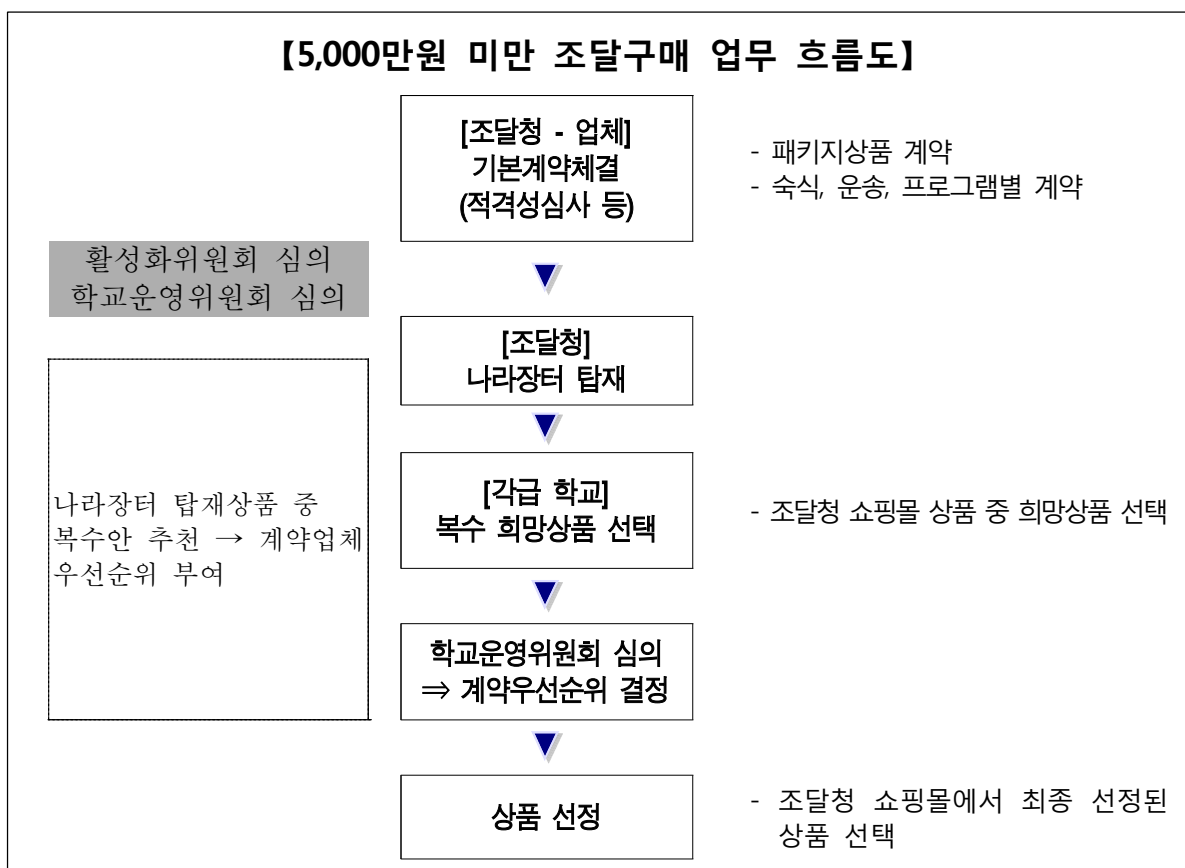 【5,000만원 미만 조달구매 업무 흐름도】
[조달청 - 업체]
기본계약체결
(적격성심사 등)
- 패키지상품 계약
- 숙식, 운송, 프로그램별 계약
활성화위원회 심의
학교운영위원회 심의
[조달청]
나라장터 탑재
나라장터 탑재상품 중
복수안 추천 → 계약업체
우선순위 부여
[각급 학교]
복수 희망상품 선택
- 조달청 쇼핑몰 상품 중 희망상품 선택
학교운영위원회 심의
⇒ 계약우선순위 결정
상품 선정
- 조달청 쇼핑몰에서 최종 선정된
상품 선택